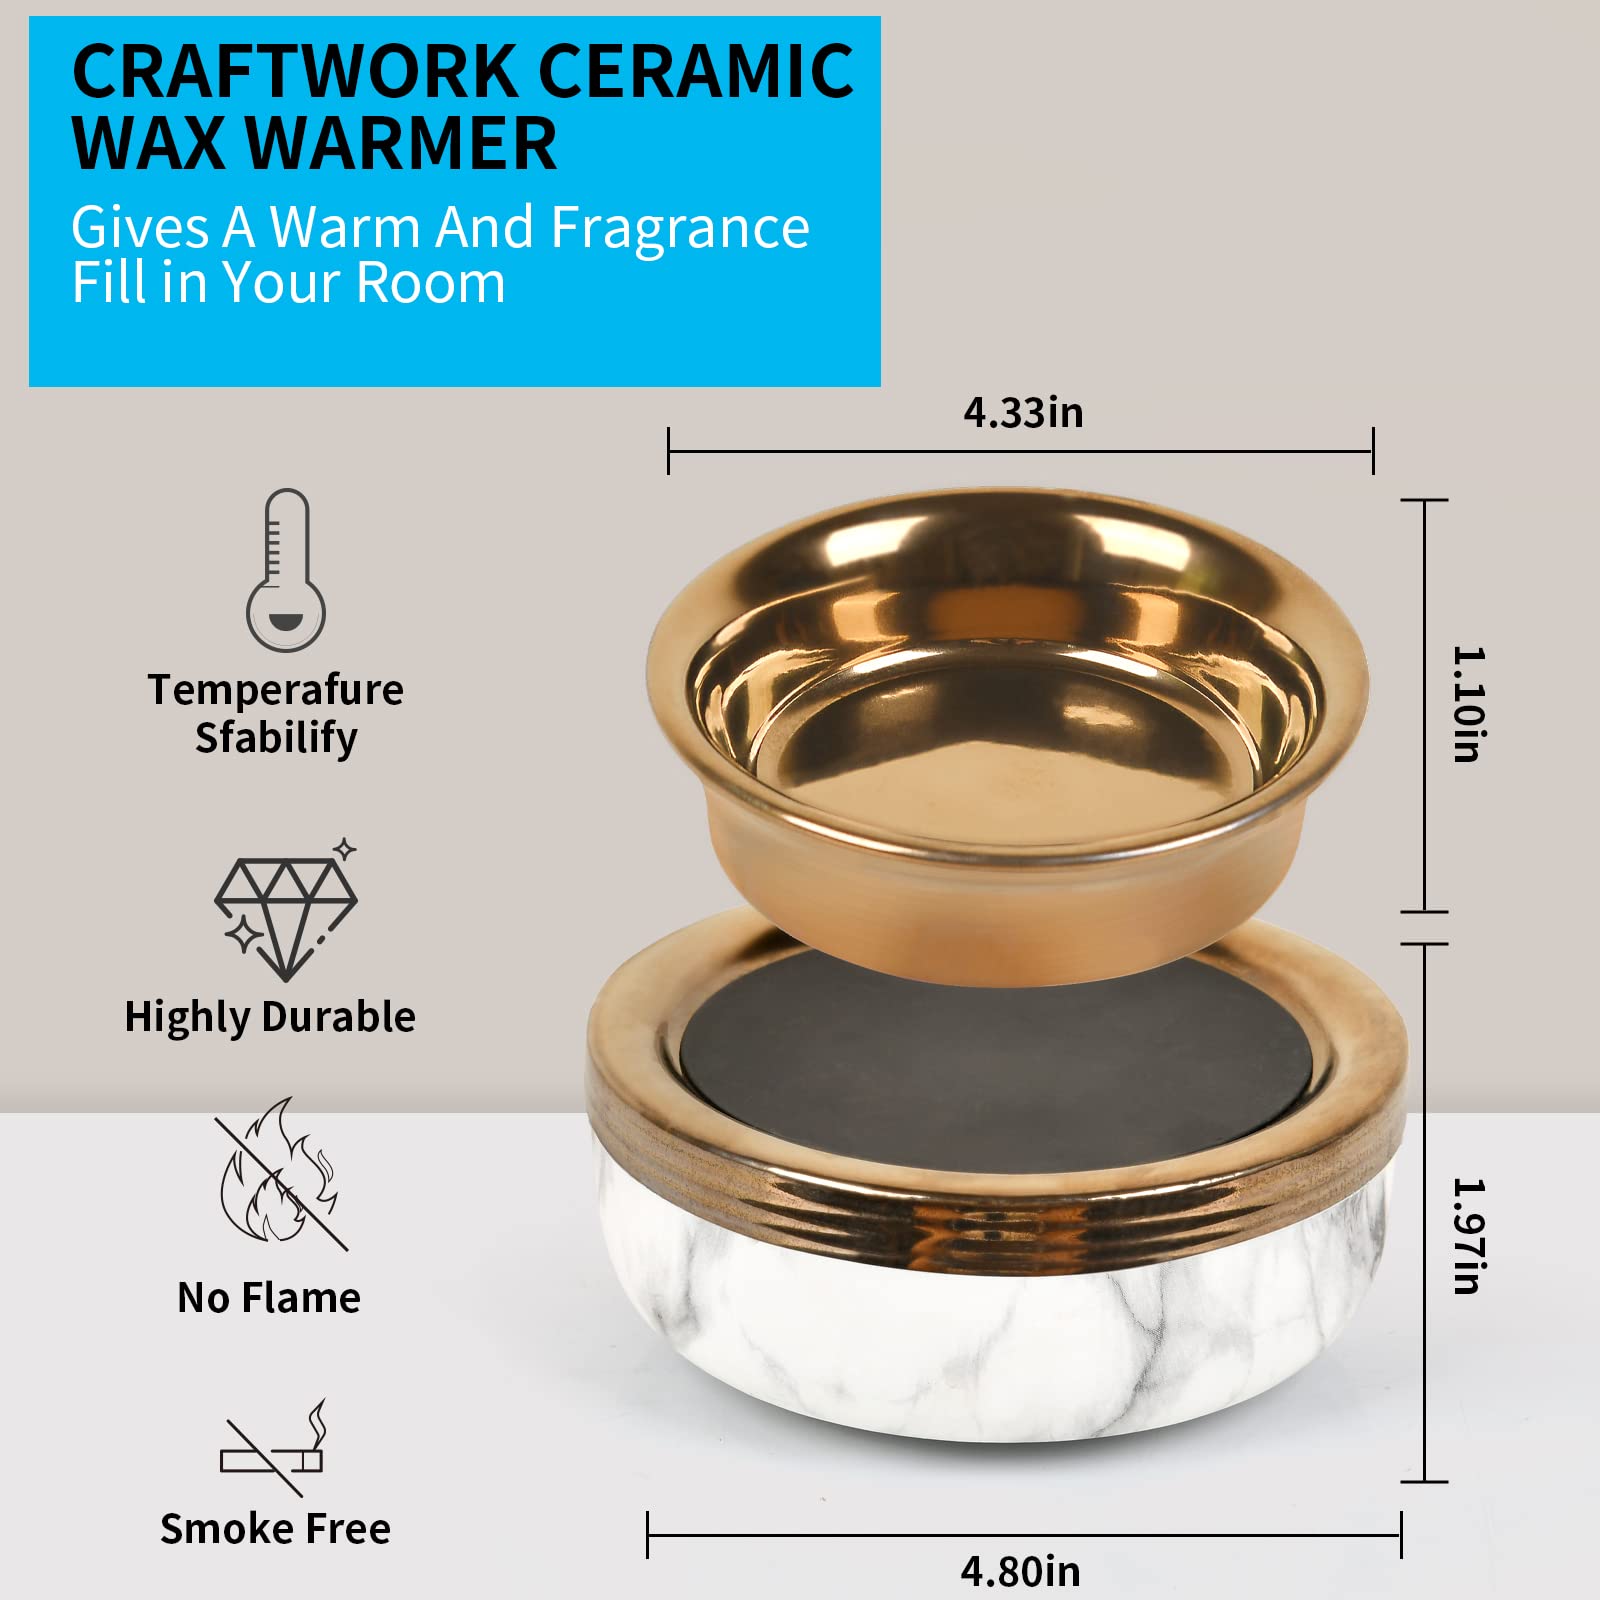 CRAFTWORK CERAMIC
WAX WARMER
Gives A Warm And Fragrance
Fill in Your Room
4.33in
1.10in
Temperafure
Sfabilify
Highly Durable
No Flame
1.97in
Smoke Free
4.80in